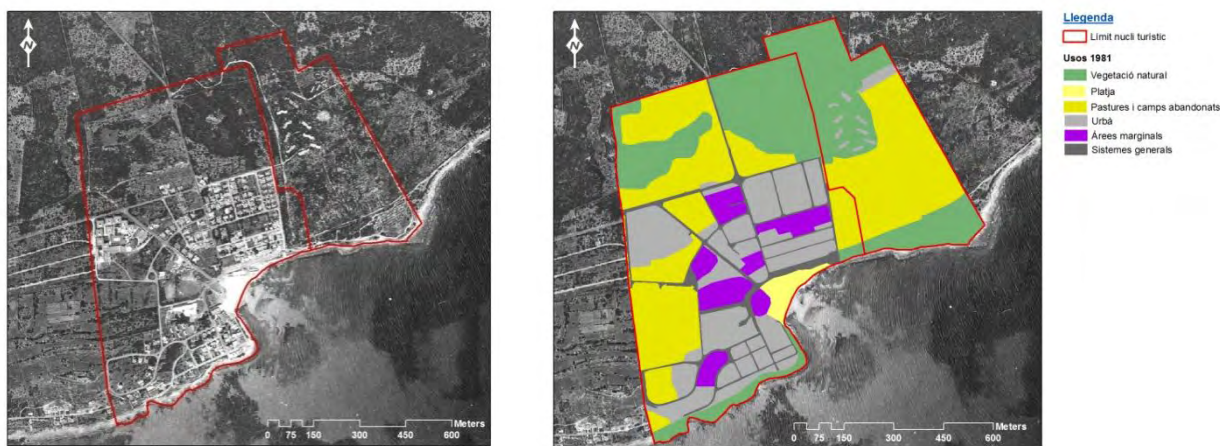 N
Meters
0 75 150 300 450 600
N
Meters
0 75 150 300 450 600
Llegenda
Límit nucli turístic
Usos 1981
Vegetació natural
Platja
Pastures i camps abandonats
Urbà
Àrees marginals
Sistemes generals